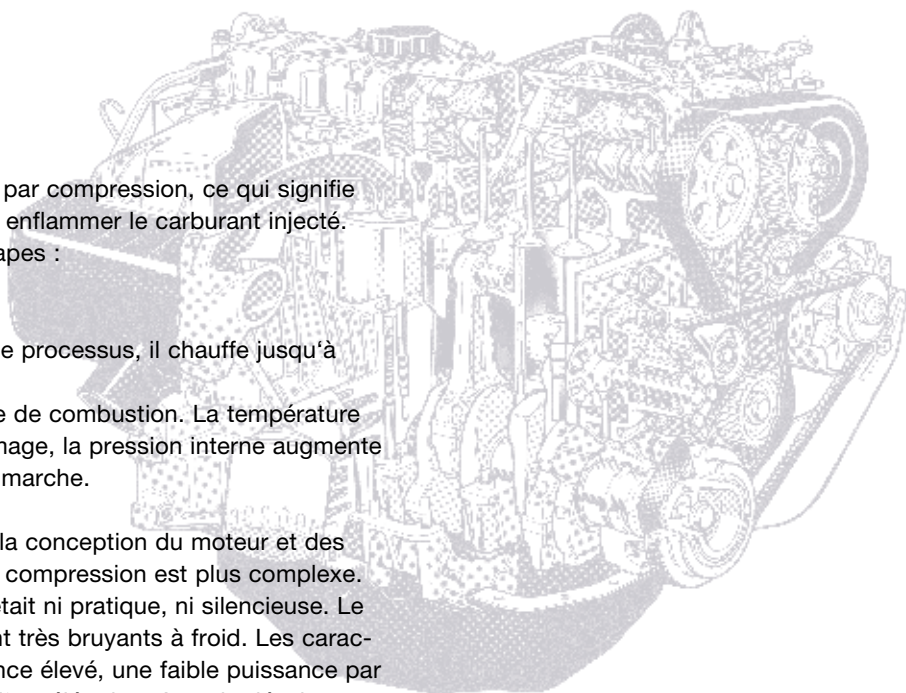 par compression, ce qui signifie
enflammer le carburant injecté.
apes :
e processus, il chauffe jusqu‘à
e de combustion. La température
nage, la pression interne augmente
marche.
la conception du moteur et des
compression est plus complexe.
était ni pratique, ni silencieuse. Le
nt très bruyants à froid. Les carac-
nce élevé, une faible puissance par